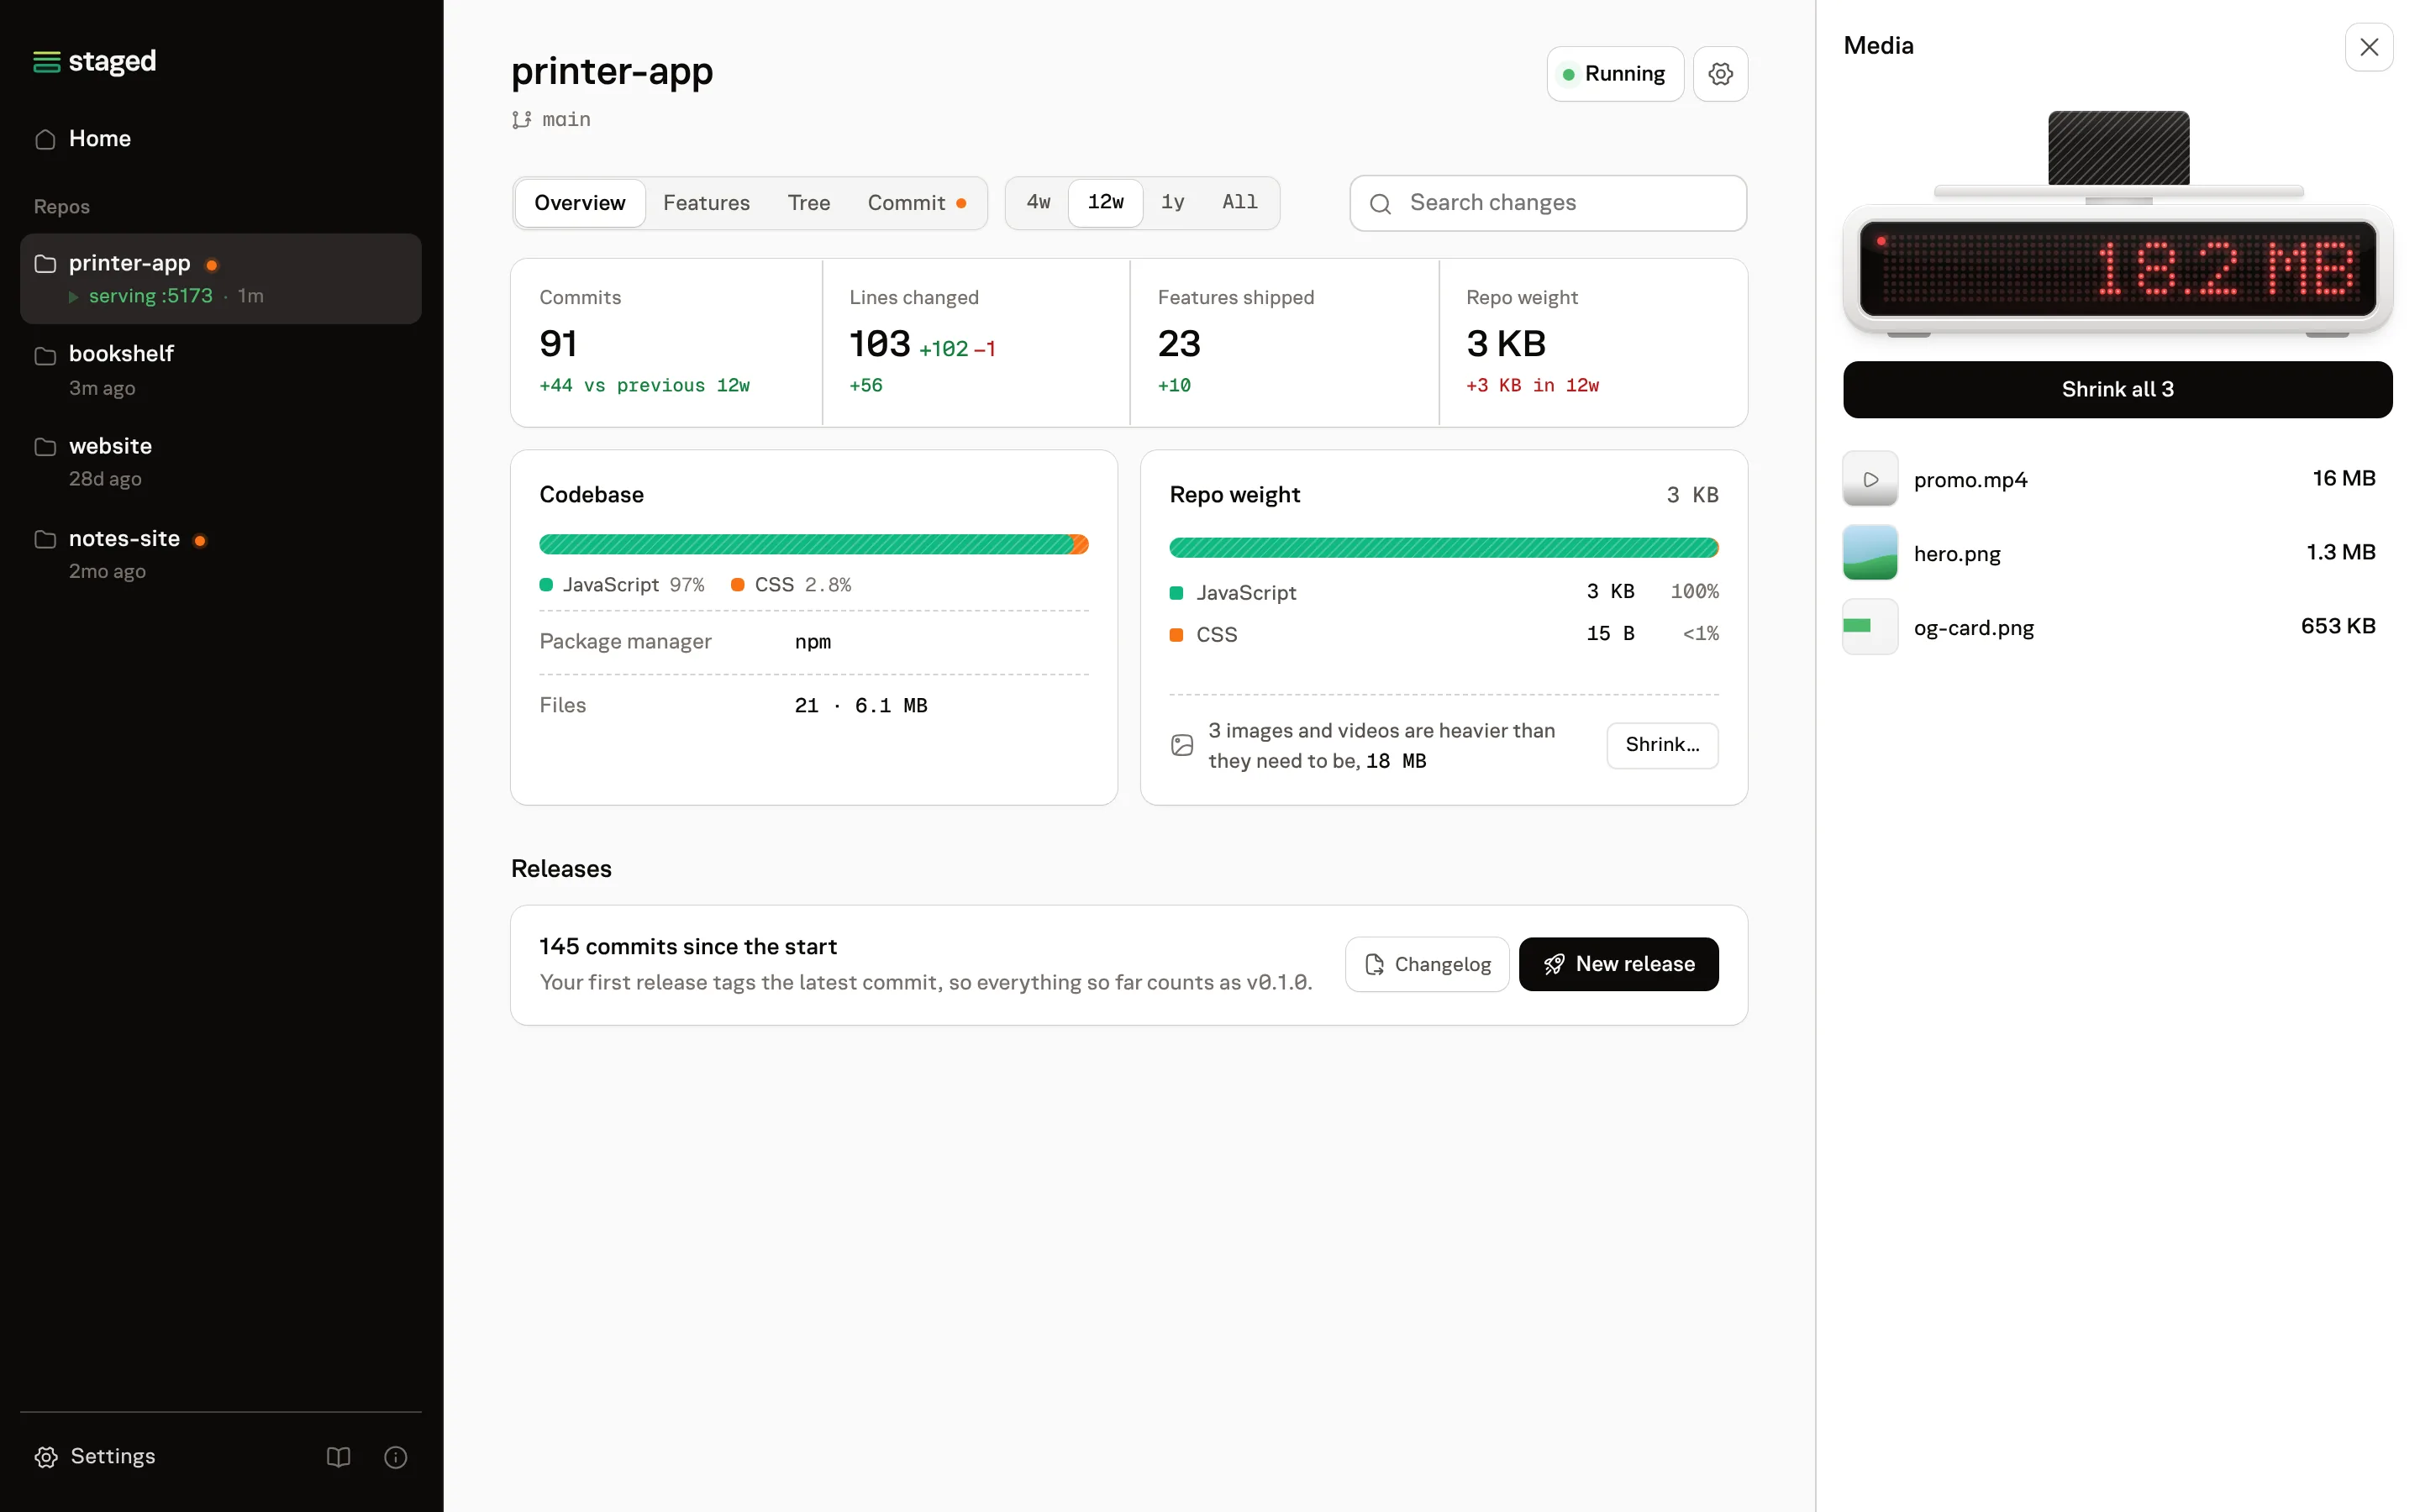 staged
Home
Repos
printer-app
serving :5173 · 1m
bookshelf
3m ago
website
28d ago
notes-site
2mo ago
Settings
printer-app
main
Running
Overview Features Tree Commit
4w 12w 1y All
Search changes
Commits
91
+44 vs previous 12w
Lines changed
103 +102 −1
+56
Features shipped
23
+10
Repo weight
3 KB
+3 KB in 12w
Codebase
JavaScript 97% CSS 2.8%
Package manager npm
Files 21 · 6.1 MB
Repo weight 3 KB
JavaScript 3 KB 100%
CSS 15 B <1%
3 images and videos are heavier than
they need to be, 18 MB
Shrink…
Releases
145 commits since the start
Your first release tags the latest commit, so everything so far counts as v0.1.0.
Changelog
New release
Media
18.2 MB
Shrink all 3
promo.mp4 16 MB
hero.png 1.3 MB
og-card.png 653 KB